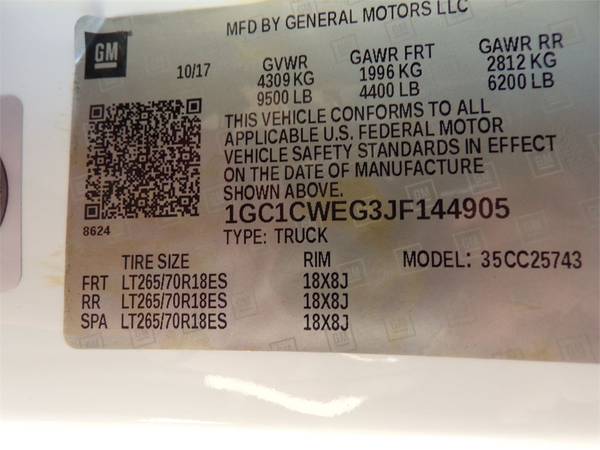 GM
MFD BY GENERAL MOTORS LLC
10/17
GVWR
4309 KG
9500 LB
GAWR FRT
1996 KG
4400 LB
GAWR RR
2812 KG
6200 LB
THIS VEHICLE CONFORMS TO ALL
APPLICABLE U.S. FEDERAL MOTOR
VEHICLE SAFETY STANDARDS IN EFFECT
ON THE DATE OF MANUFACTURE
SHOWN ABOVE.
8624
1GC1CWEG3JF144905
TYPE: TRUCK
TIRE SIZE RIM MODEL: 35CC25743
FRT LT265/70R18ES 18X8J
RR LT265/70R18ES 18X8J
SPA LT265/70R18ES 18X8J